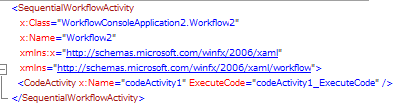 <SequentialWorkflowActivity
x:Class="WorkflowConsoleApplication2.Workflow2"
x:Name="Workflow2"
xmlns:x="http://schemas.microsoft.com/winfx/2006/xaml"
xmlns="http://schemas.microsoft.com/winfx/2006/xaml/workflow">
<CodeActivity x:Name="codeActivity1" ExecuteCode="codeActivity1_ExecuteCode" />
</SequentialWorkflowActivity>